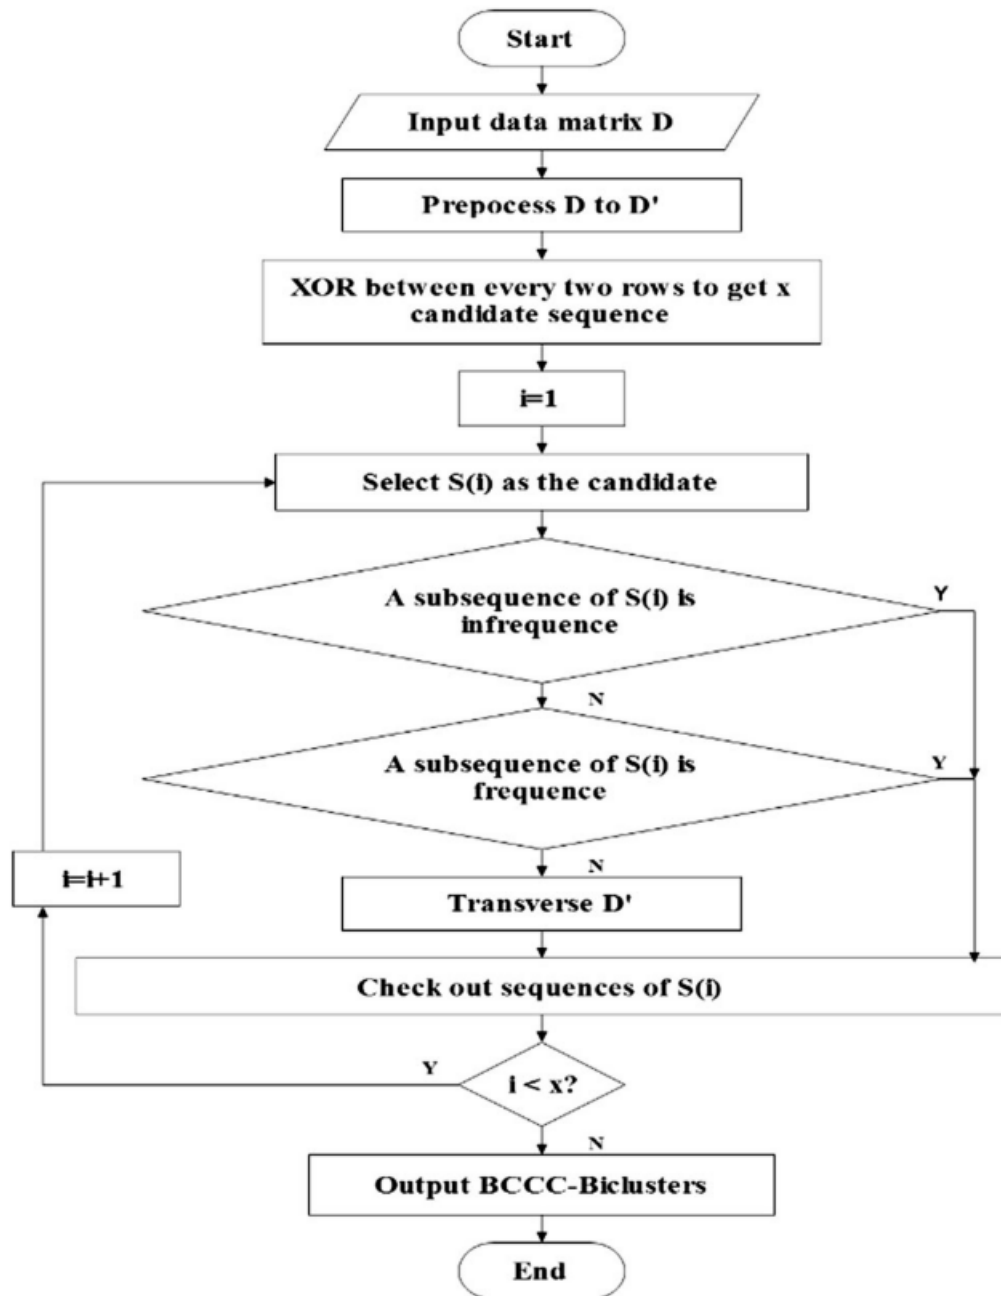 Start
Input data matrix D
Prepocess D to D'
XOR between every two rows to get x
candidate sequence
i=1
Select S(i) as the candidate
A subsequence of S(i) is
infrequence
Y
N
A subsequence of S(i) is
frequence
Y
N
i=i+1
Transverse D'
Check out sequences of S(i)
Y
i < x?
N
Output BCCC-Biclusters
End